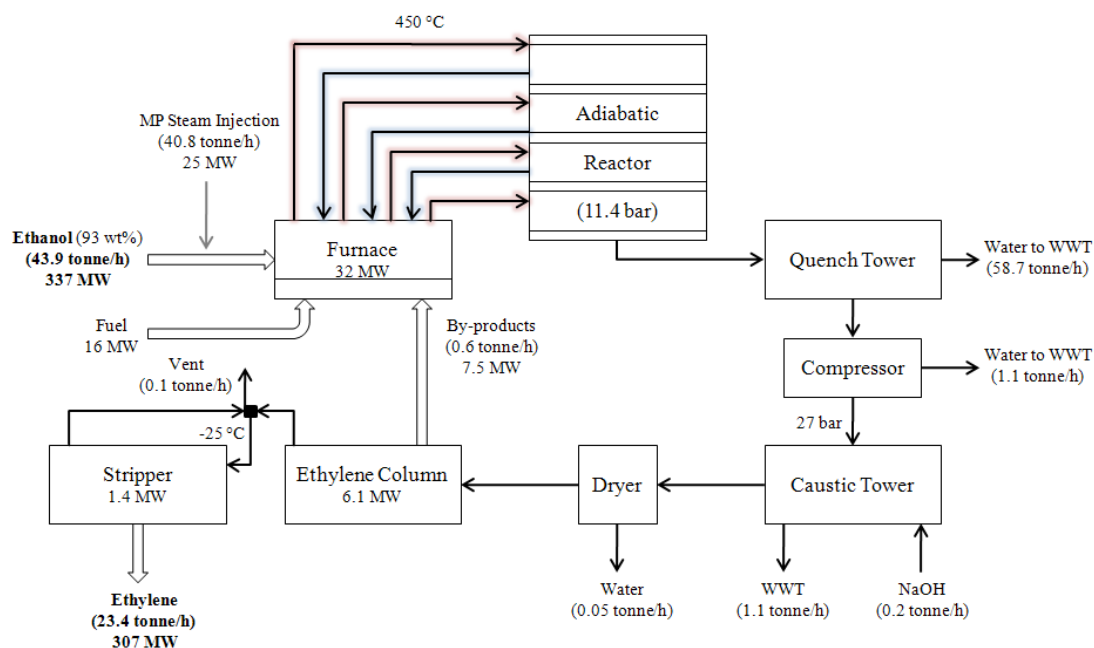 450 °C
MP Steam Injection
(40.8 tonne/h)
25 MW
Adiabatic
Reactor
(11.4 bar)
Ethanol (93 wt%)
(43.9 tonne/h)
337 MW
Furnace
32 MW
Quench Tower
Water to WWT
(58.7 tonne/h)
Fuel
16 MW
By-products
(0.6 tonne/h)
7.5 MW
Vent
(0.1 tonne/h)
Compressor
Water to WWT
(1.1 tonne/h)
27 bar
-25 °C
Stripper
1.4 MW
Ethylene Column
6.1 MW
Dryer
Caustic Tower
Ethylene
(23.4 tonne/h)
307 MW
Water
(0.05 tonne/h)
WWT
(1.1 tonne/h)
NaOH
(0.2 tonne/h)